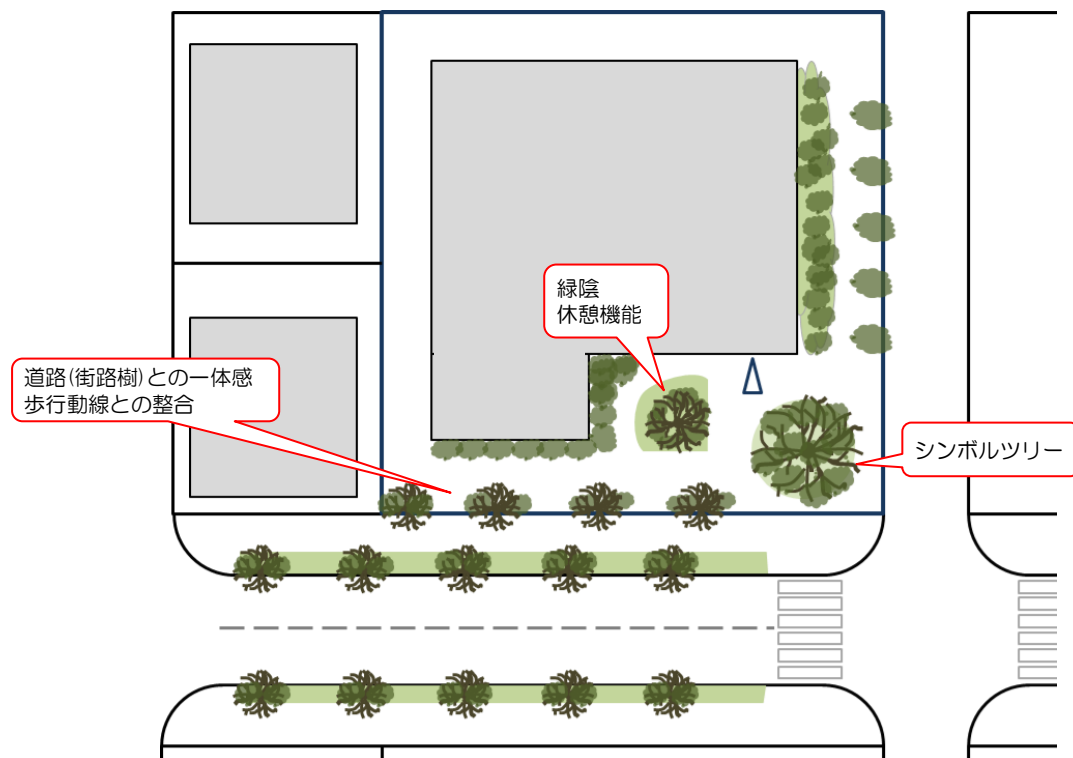 緑陰
休憩機能
道路(街路樹)との一体感
歩行動線との整合
シンボルツリー